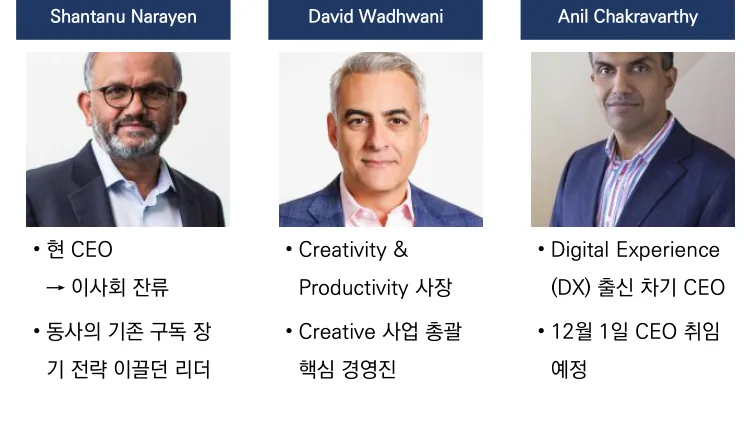 Shantanu Narayen
David Wadhwani
Anil Chakravarthy
• 현 CEO
→ 이사회 잔류
• 동사의 기존 구독 장
기 전략 이끌던 리더
• Creativity &
Productivity 사장
• Creative 사업 총괄
핵심 경영진
• Digital Experience
(DX) 출신 차기 CEO
• 12월 1일 CEO 취임
예정